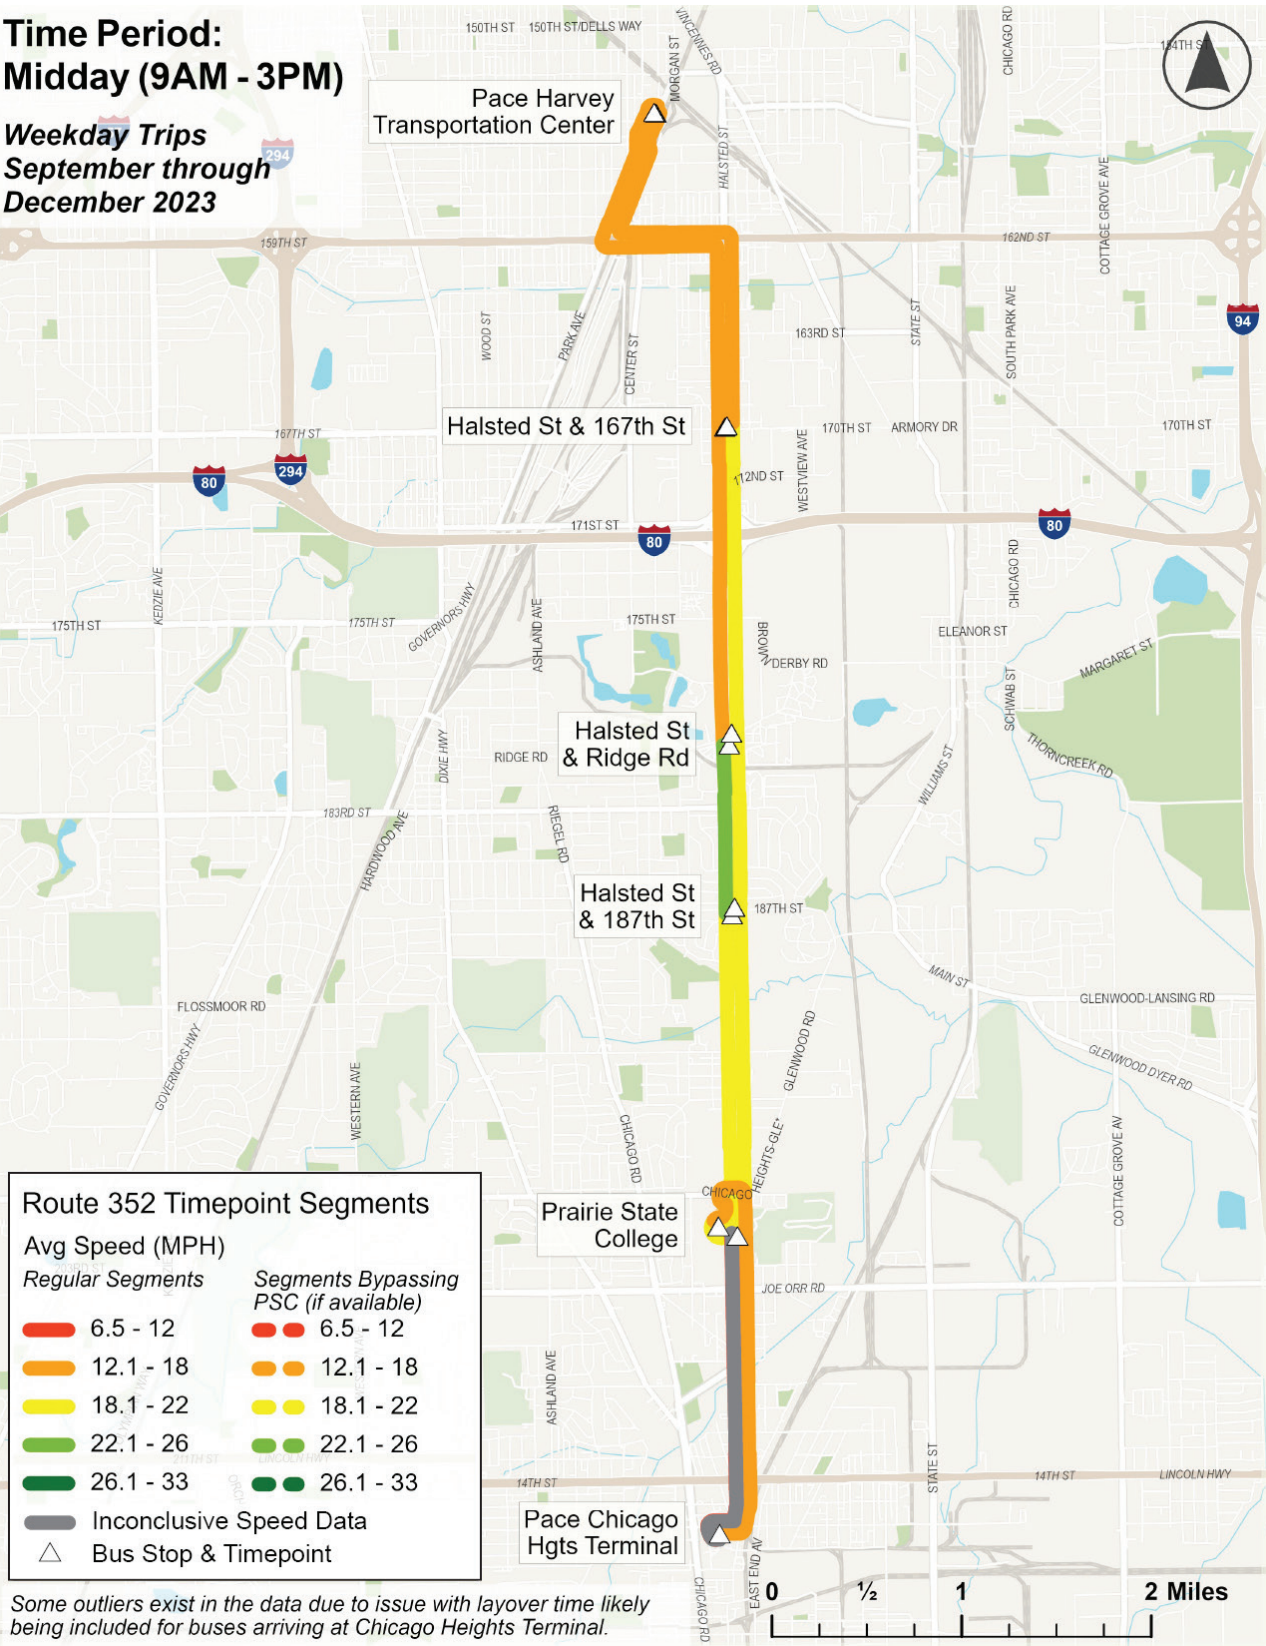 Time Period:
Midday (9AM - 3PM)
Weekday Trips
September through
December 2023
294
150TH ST
150TH ST/DELLS WAY
MORGAN ST
VINCENNES RD
CHICAGO RD
154TH ST
Pace Harvey
Transportation Center
HALSTED ST
COTTAGE GROVE AVE
159TH ST
162ND ST
WOOD ST
PARK AVE
CENTER ST
163RD ST
STATE ST
SOUTH PARK AVE
94
Halsted St & 167th St
167TH ST
170TH ST
ARMORY DR
170TH ST
WESTVIEW AVE
172ND ST
80
294
171ST ST
80
80
KEDZIE AVE
CHICAGO RD
175TH ST
175TH ST
GOVERNORS HWY
ASHLAND AVE
175TH ST
BROWN
DERBY RD
ELEANOR ST
MARGARET ST
SCHWAB ST
THORNCREEK RD
Halsted St
& Ridge Rd
DIXIE HWY
RIDGE RD
WILLIAMS ST
183RD ST
HARDWOOD AVE
RIEGEL RD
Halsted St
& 187th St
187TH ST
MAIN ST
FLOSSMOOR RD
GLENWOOD-LANSING RD
GOVERNORS HWY
WESTERN AVE
GLENWOOD RD
GLENWOOD DYER RD
CHICAGO RD
CHICAGO HEIGHTS-GLE*
COTTAGE GROVE AV
Prairie State
College
JOE ORR RD
ASHLAND AVE
STATE ST
14TH ST
14TH ST
LINCOLN HWY
Pace Chicago
Hgts Terminal
EAST END AV
CHICAGO RD
Route 352 Timepoint Segments
Avg Speed (MPH)
203RD ST
Regular Segments
Segments Bypassing
PSC (if available)
6.5 - 12
6.5 - 12
12.1 - 18
12.1 - 18
18.1 - 22
18.1 - 22
22.1 - 26
22.1 - 26
211TH ST
LINCOLN HWY
26.1 - 33
26.1 - 33
Inconclusive Speed Data
Bus Stop & Timepoint
0 ½ 1 2 Miles
Some outliers exist in the data due to issue with layover time likely
being included for buses arriving at Chicago Heights Terminal.